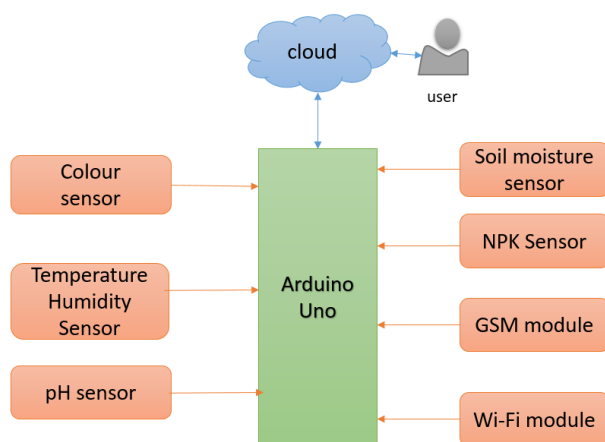 cloud
user
Colour
sensor
Temperature
Humidity
Sensor
pH sensor
Arduino
Uno
Soil moisture
sensor
NPK Sensor
GSM module
Wi-Fi module